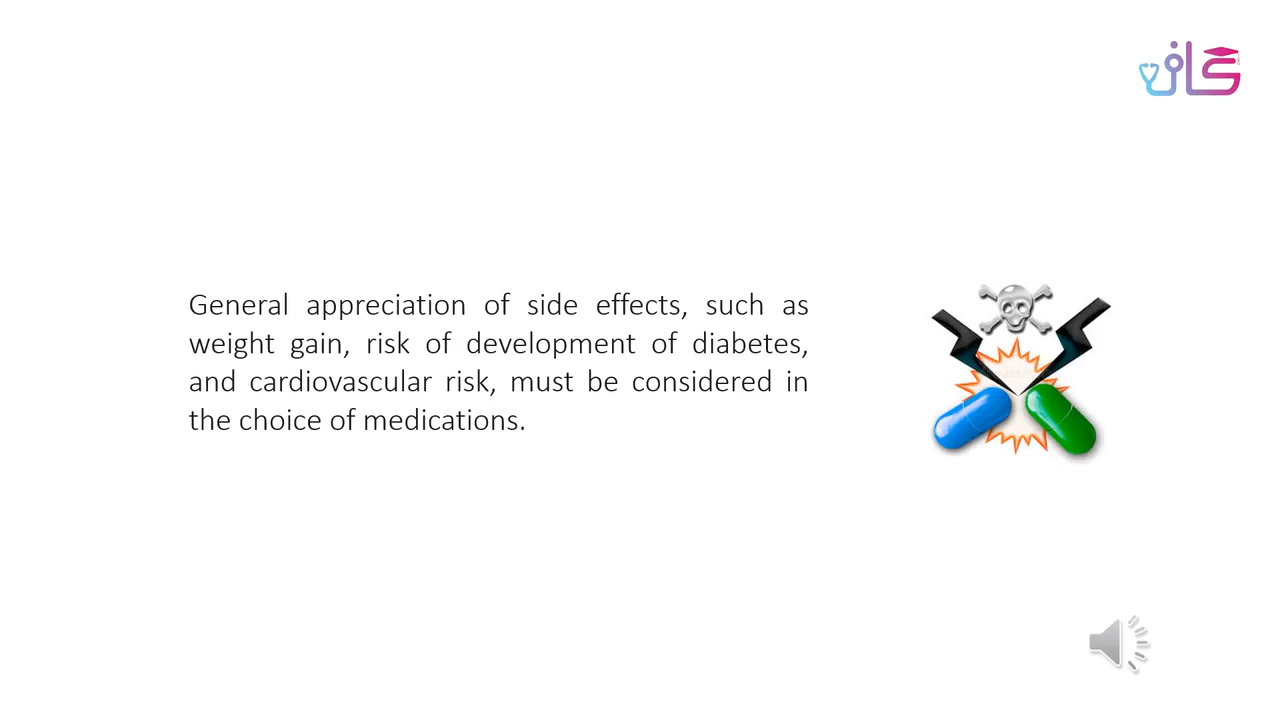 كاف
General appreciation of side effects, such as
weight gain, risk of development of diabetes,
and cardiovascular risk, must be considered in
the choice of medications.